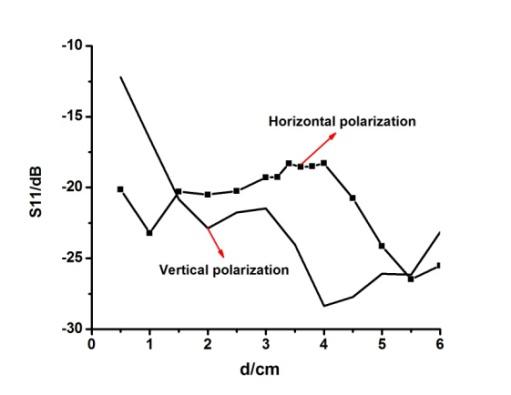 -10
-15
Horizontal polarization
-20
S11/dB
-25
Vertical polarization
-30
0 1 2 3 4 5 6
d/cm